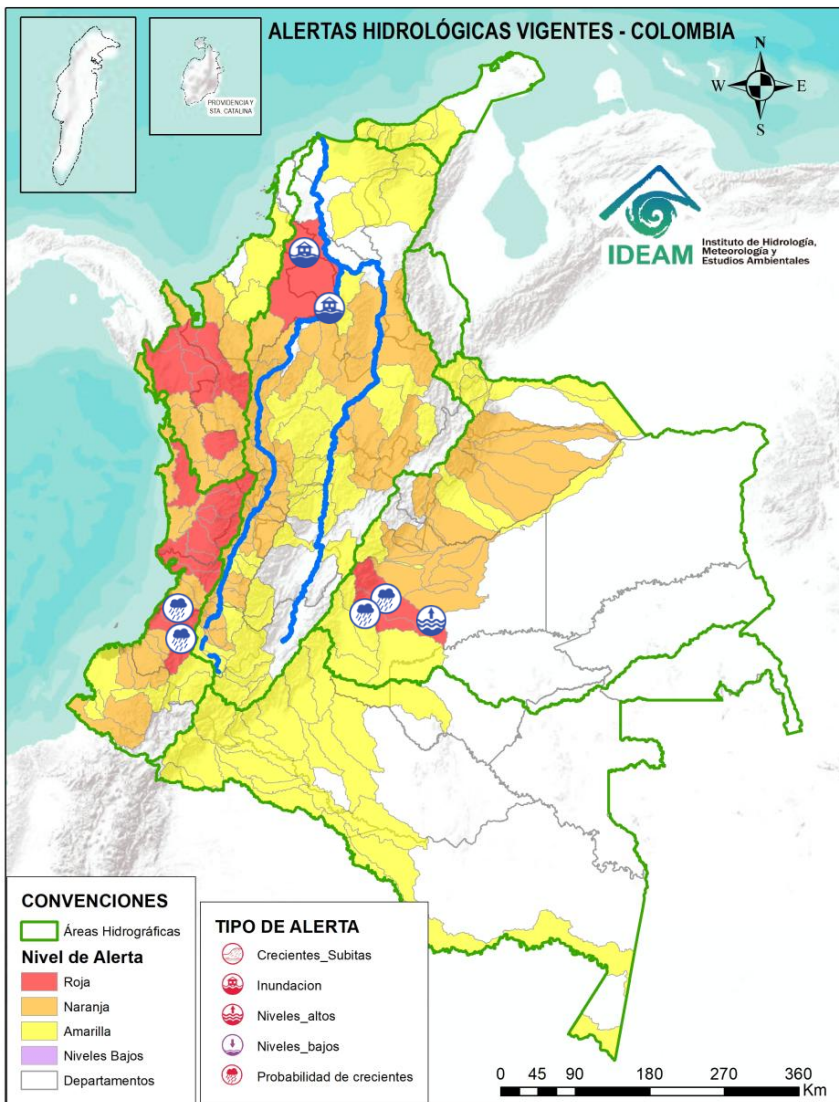 ALERTAS HIDROLÓGICAS VIGENTES - COLOMBIA
PROVIDENCIA Y
STA. CATALINA
N
W E
S
IDEAM
Instituto de Hidrología,
Meteorología y
Estudios Ambientales
CONVENCIONES
Áreas Hidrográficas
Nivel de Alerta
Roja
Naranja
Amarilla
Niveles Bajos
Departamentos
TIPO DE ALERTA
Crecientes_Subitas
Inundacion
Niveles_altos
Niveles_bajos
Probabilidad de crecientes
0 45 90 180 270 360
Km